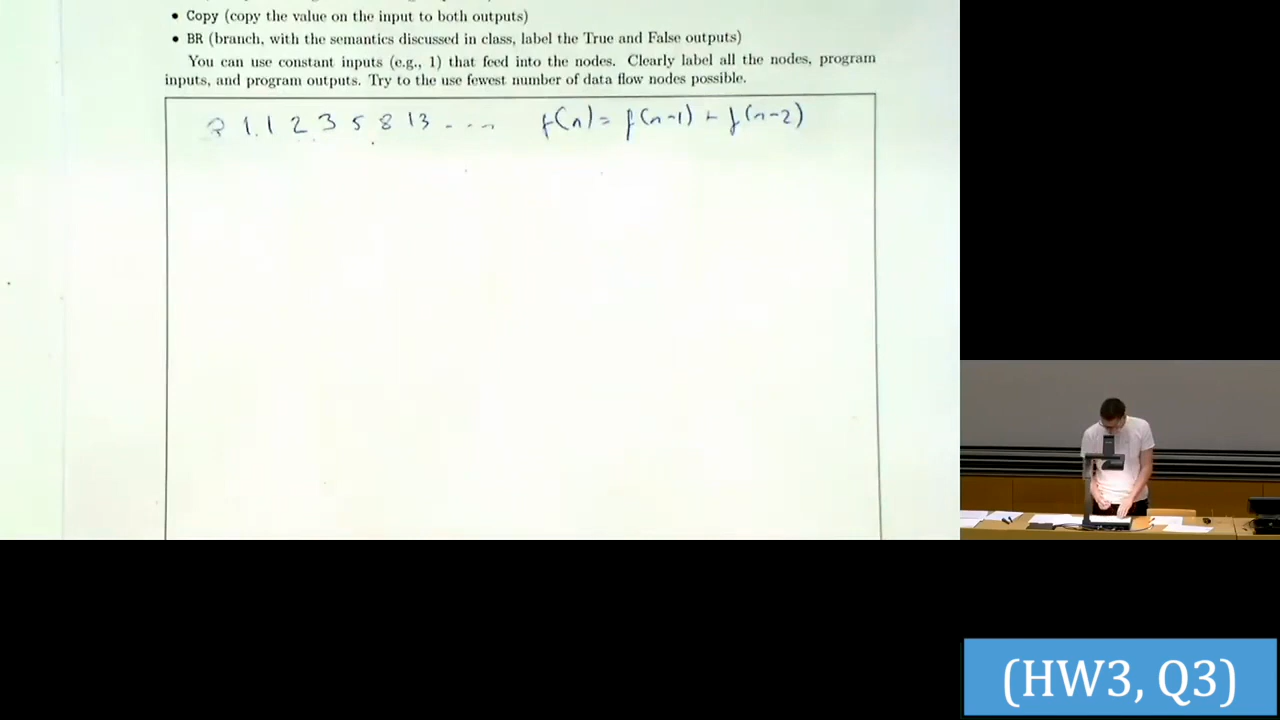 • Copy (copy the value on the input to both outputs)
• BR (branch, with the semantics discussed in class, label the True and False outputs)
You can use constant inputs (e.g., 1) that feed into the nodes. Clearly label all the nodes, program
inputs, and program outputs. Try to the use fewest number of data flow nodes possible.
1, 1 2 3 5 8 13 - - - f(n) = f(n-1) + f(n-2)
(HW3, Q3)